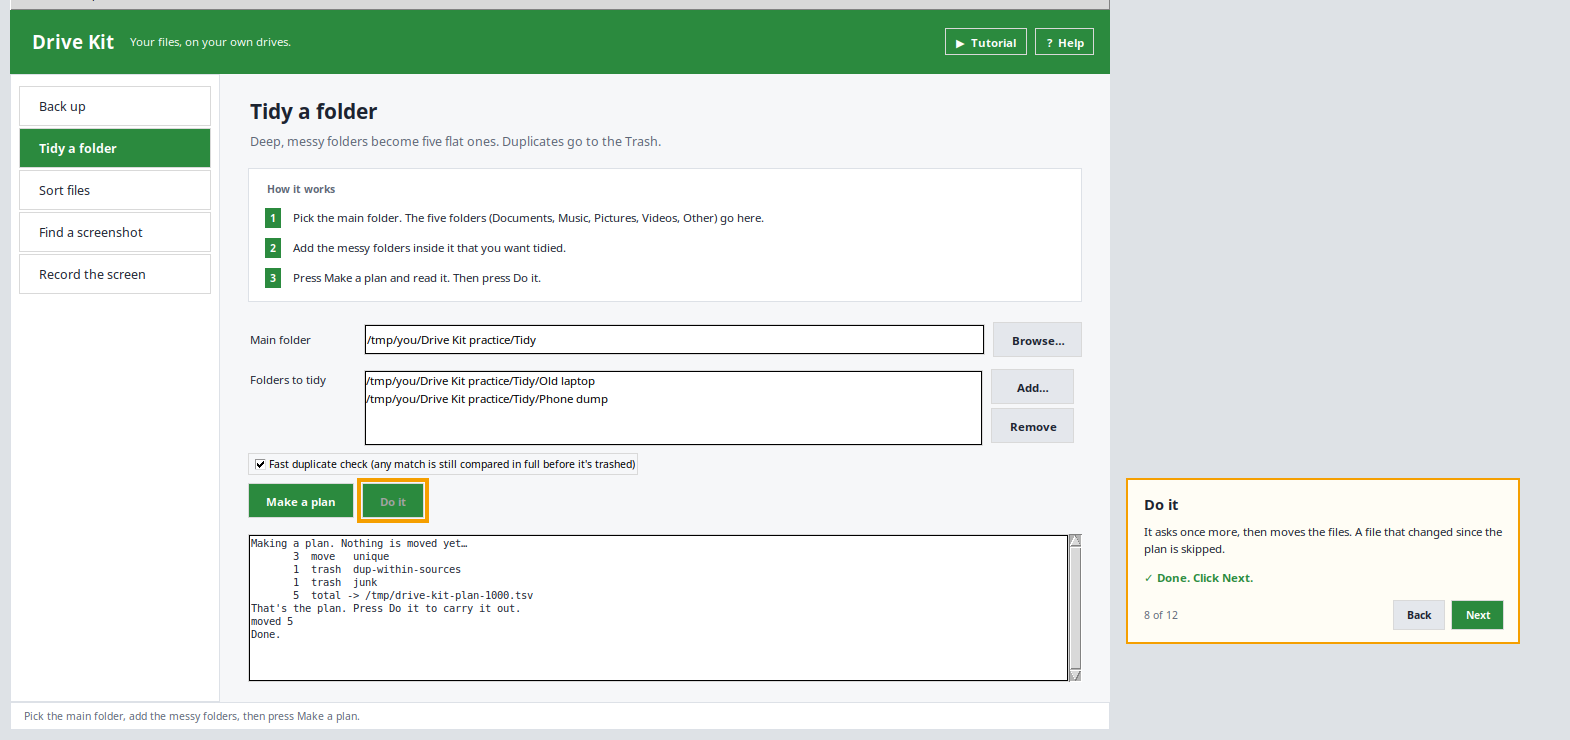 Drive Kit
Your files, on your own drives.
▶ Tutorial
? Help
Back up
Tidy a folder
Sort files
Find a screenshot
Record the screen
Tidy a folder
Deep, messy folders become five flat ones. Duplicates go to the Trash.
How it works
1 Pick the main folder. The five folders (Documents, Music, Pictures, Videos, Other) go here.
2 Add the messy folders inside it that you want tidied.
3 Press Make a plan and read it. Then press Do it.
Main folder
/tmp/you/Drive Kit practice/Tidy
Browse...
Folders to tidy
/tmp/you/Drive Kit practice/Tidy/Old laptop
/tmp/you/Drive Kit practice/Tidy/Phone dump
Add...
Remove
Fast duplicate check (any match is still compared in full before it's trashed)
Make a plan
Do it
Making a plan. Nothing is moved yet…
3 move unique
1 trash dup-within-sources
1 trash junk
5 total -> /tmp/drive-kit-plan-1000.tsv
That's the plan. Press Do it to carry it out.
moved 5
Done.
Pick the main folder, add the messy folders, then press Make a plan.
Do it
It asks once more, then moves the files. A file that changed since the
plan is skipped.
✓ Done. Click Next.
8 of 12
Back
Next